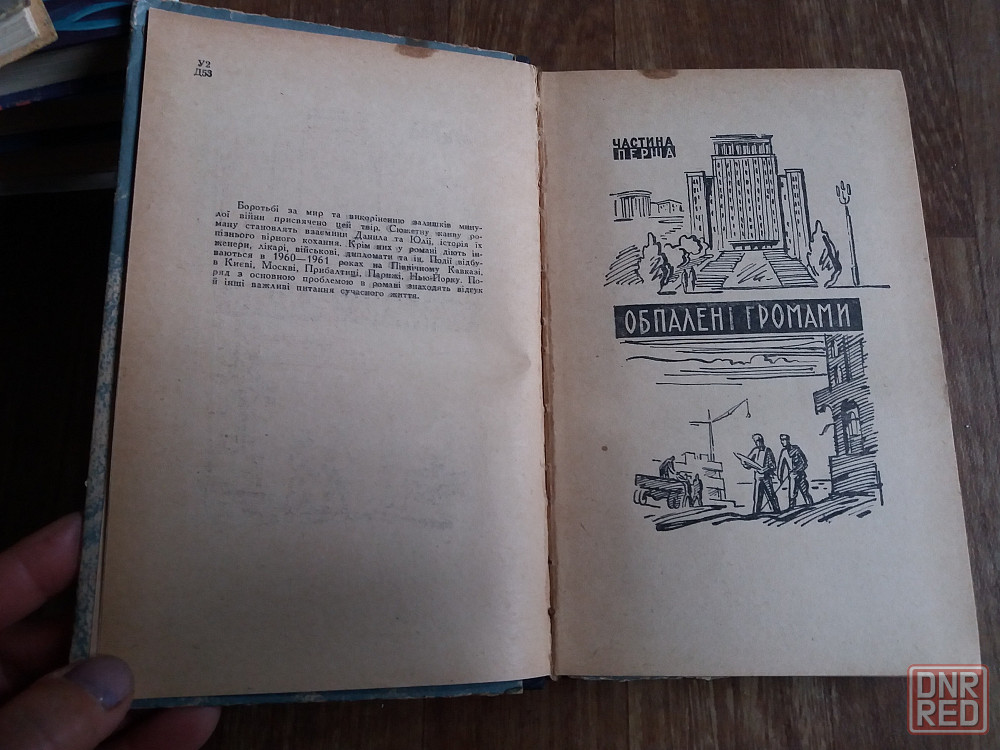 У2
Д53
Боротьбі за мир та викоріненню залишків мину-
лої війни присвячено цей твір. Сюжетну канву ро-
ману становлять взаємини Данила та Юлії, історія їх
пізнього вірного кохання. Крім них у романі діють ін-
женери, лікарі, військові, дипломати та ін. Події відбу-
ваються в 1960—1961 роках на Північному Кавказі,
в Києві, Москві, Прибалтиці, Парижі, Нью-Йорку. По-
ряд з основною проблемою в романі знаходять відгук
й інші важливі питання сучасного життя.
ЧАСТИНА
ПЕРША
ОБПАЛЕНІ ГРОМАМИ
DNR
RED